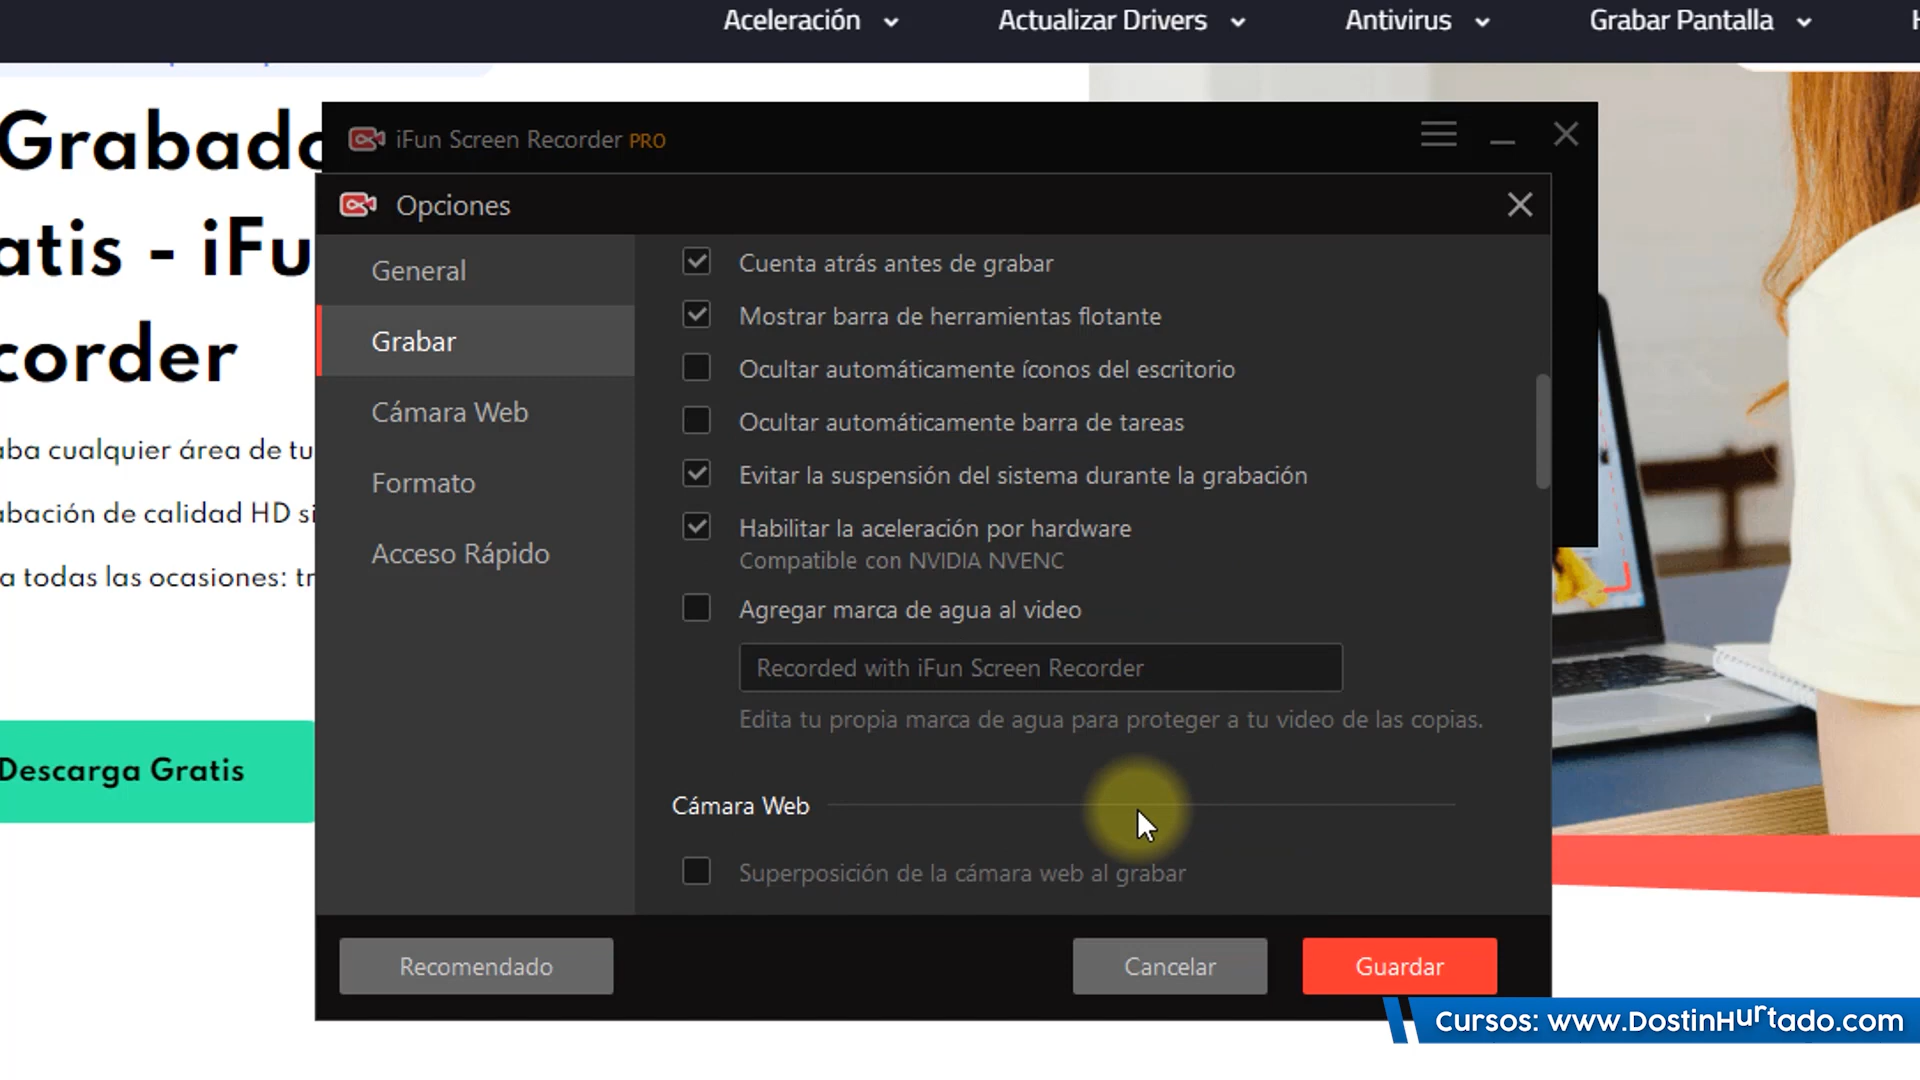 Aceleración
Actualizar Drivers
Antivirus
Grabar Pantalla
Grabado
iFun Screen Recorder PRO
Opciones
atis - iFu
corder
General
Grabar
Cámara Web
Formato
Acceso Rápido
Cuenta atrás antes de grabar
Mostrar barra de herramientas flotante
Ocultar automáticamente íconos del escritorio
Ocultar automáticamente barra de tareas
Evitar la suspensión del sistema durante la grabación
Habilitar la aceleración por hardware
Compatible con NVIDIA NVENC
Agregar marca de agua al video
Recorded with iFun Screen Recorder
Edita tu propia marca de agua para proteger a tu video de las copias.
Cámara Web
Superposición de la cámara web al grabar
aba cualquier área de tu
abación de calidad HD si
a todas las ocasiones: tr
Descarga Gratis
Recomendado
Cancelar
Guardar
Cursos: www.DostinHurtado.com